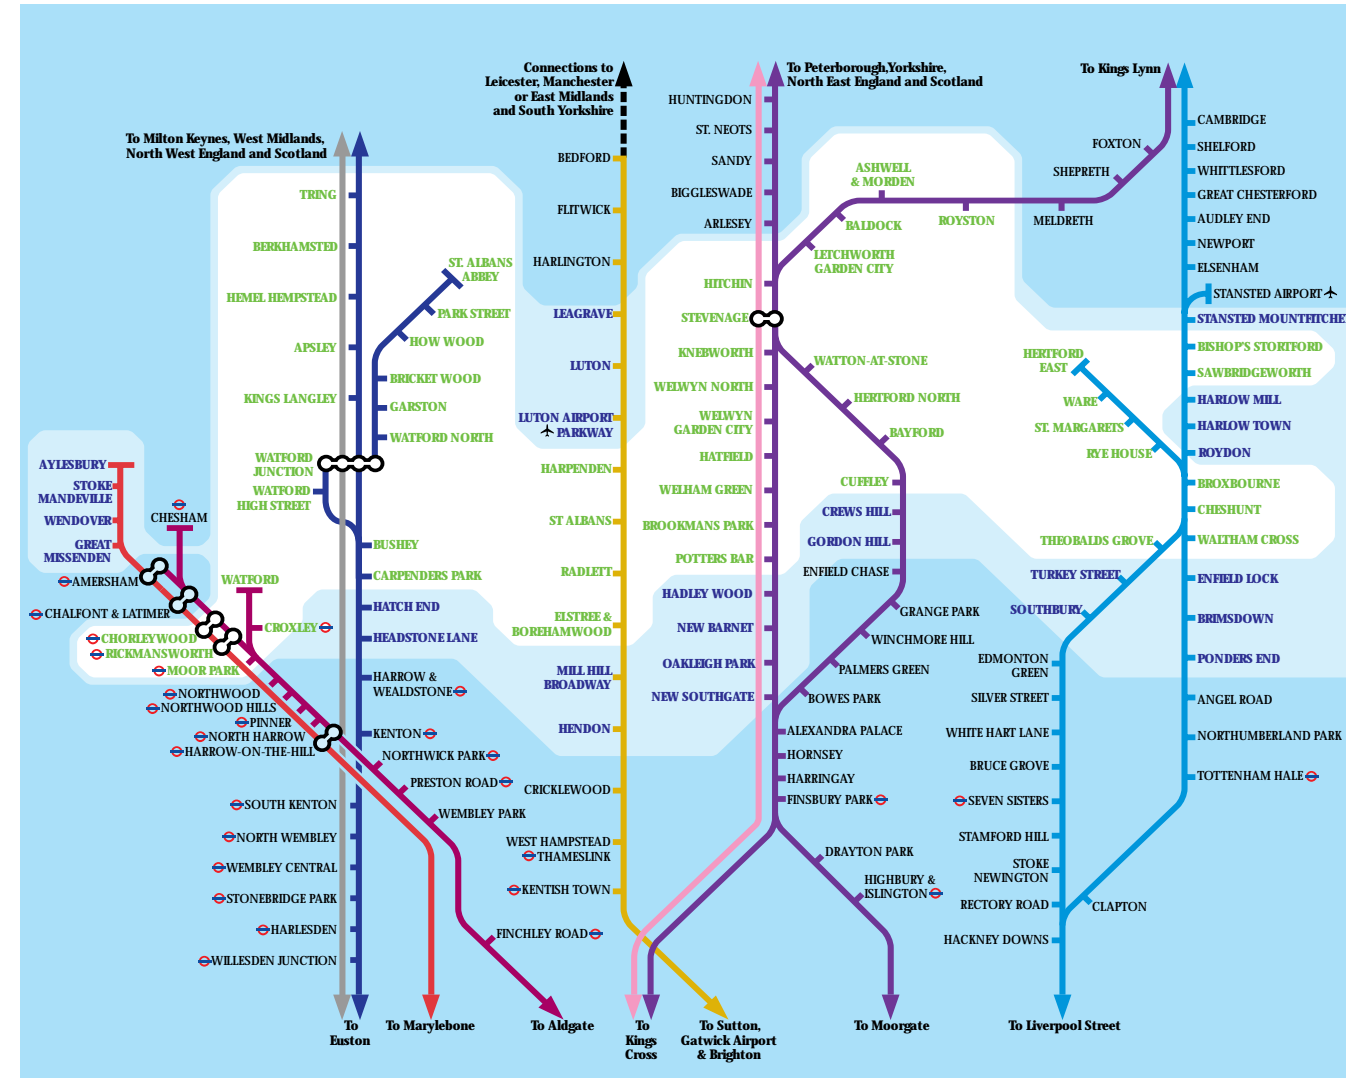 Connections to
Leicester, Manchester
or East Midlands
and South Yorkshire
To Peterborough,Yorkshire,
North East England and Scotland
To Kings Lynn
To Milton Keynes, West Midlands,
North West England and Scotland
TRING
BERKHAMSTED
HEMEL HEMPSTEAD
APSLEY
KINGS LANGLEY
WATFORD
JUNCTION
WATFORD
HIGH STREET
ST. ALBANS
ABBEY
PARK STREET
HOW WOOD
BRICKET WOOD
GARSTON
WATFORD NORTH
BUSHEY
CARPENDERS PARK
HATCH END
HEADSTONE LANE
HARROW &
WEALDSTONE
KENTON
NORTHWICK PARK
PRESTON ROAD
WEMBLEY PARK
FINCHLEY ROAD
AYLESBURY
STOKE
MANDEVILLE
WENDOVER
GREAT
MISSENDEN
CHESHAM
AMERSHAM
CHALFONT & LATIMER
CHORLEYWOOD
RICKMANSWORTH
MOOR PARK
WATFORD
CROXLEY
NORTHWOOD
NORTHWOOD HILLS
PINNER
NORTH HARROW
HARROW-ON-THE-HILL
SOUTH KENTON
NORTH WEMBLEY
WEMBLEY CENTRAL
STONEBRIDGE PARK
HARLESDEN
WILLESDEN JUNCTION
To
Euston
To Marylebone
To Aldgate
BEDFORD
FLITWICK
HARLINGTON
LEAGRAVE
LUTON
LUTON AIRPORT
PARKWAY
HARPENDEN
ST ALBANS
RADLETT
ELSTREE &
BOREHAMWOOD
MILL HILL
BROADWAY
HENDON
CRICKLEWOOD
WEST HAMPSTEAD
THAMESLINK
KENTISH TOWN
To
Kings
Cross
To Sutton,
Gatwick Airport
& Brighton
HUNTINGDON
ST. NEOTS
SANDY
BIGGLESWADE
ARLESEY
HITCHIN
STEVENAGE
KNEBWORTH
WELWYN NORTH
WELWYN
GARDEN CITY
HATFIELD
WELHAM GREEN
BROOKMANS PARK
POTTERS BAR
HADLEY WOOD
NEW BARNET
OAKLEIGH PARK
NEW SOUTHGATE
ASHWELL
& MORDEN
BALDOCK
LETCHWORTH
GARDEN CITY
ROYSTON
MELDRETH
SHEPRETH
FOXTON
WATTON-AT-STONE
HERTFORD NORTH
BAYFORD
CUFFLEY
CREWS HILL
GORDON HILL
ENFIELD CHASE
GRANGE PARK
WINCHMORE HILL
PALMERS GREEN
BOWES PARK
ALEXANDRA PALACE
HORNSEY
HARRINGAY
FINSBURY PARK
DRAYTON PARK
HIGHBURY &
ISLINGTON
To Moorgate
CAMBRIDGE
SHELFORD
WHITTLESFORD
GREAT CHESTERFORD
AUDLEY END
NEWPORT
ELSENHAM
STANSTED AIRPORT
STANSTED MOUNTFITCHE
BISHOP'S STORTFORD
SAWBRIDGEWORTH
HARLOW MILL
HARLOW TOWN
ROYDON
BROXBOURNE
CHESHUNT
WALTHAM CROSS
ENFIELD LOCK
BRIMSDOWN
PONDERS END
ANGEL ROAD
NORTHUMBERLAND PARK
TOTTENHAM HALE
HERTFORD
EAST
WARE
ST. MARGARETS
RYE HOUSE
THEOBALDS GROVE
TURKEY STREET
SOUTHBURY
EDMONTON
GREEN
SILVER STREET
WHITE HART LANE
BRUCE GROVE
SEVEN SISTERS
STAMFORD HILL
STOKE
NEWINGTON
RECTORY ROAD
CLAPTON
HACKNEY DOWNS
To Liverpool Street